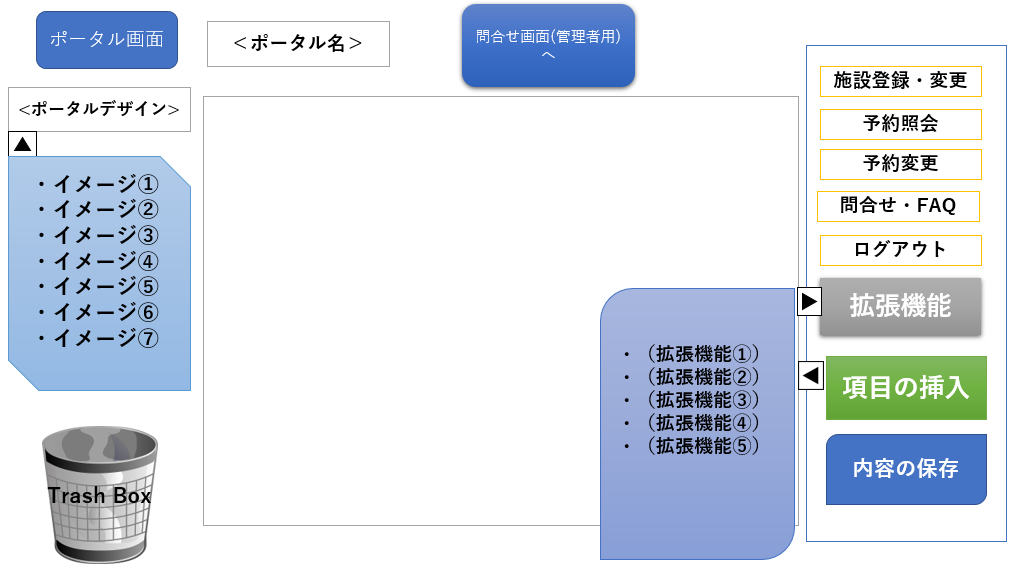 ポータル画面
＜ポータル名＞
問合せ画面(管理者用)
へ
<ポータルデザイン>
・イメージ①
・イメージ②
・イメージ③
・イメージ④
・イメージ⑤
・イメージ⑥
・イメージ⑦
Trash Box
施設登録・変更
予約照会
予約変更
問合せ・FAQ
ログアウト
拡張機能
・（拡張機能①）
・（拡張機能②）
・（拡張機能③）
・（拡張機能④）
・（拡張機能⑤）
項目の挿入
内容の保存